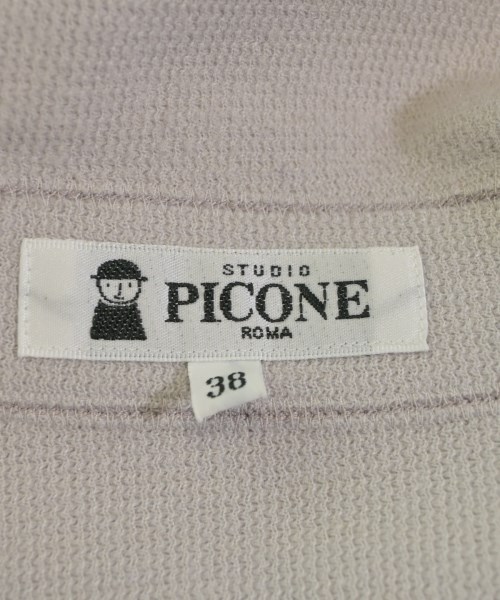 STUDIO
PICONE
ROMA
38